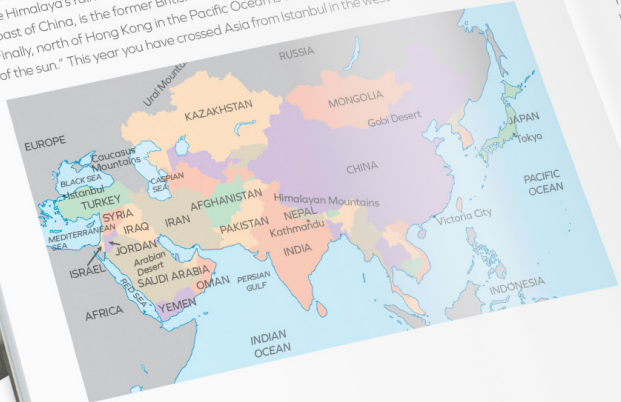 e Himalaya's
oast of China, is the former
Finally, north of Hong Kong in the Pacific Ocean
of the sun." This year you have crossed Asia from Istanbul in the
RUSSIA
Ural
KAZAKHSTAN
MONGOLIA
Gobi Desert
EUROPE
JAPAN
Tokyo
Caucasus
Mountains
CHINA
BLACK SEA
CASPIAN
SEA
Istanbul
TURKEY
AFGHANISTAN
Himalayan Mountains
PACIFIC
OCEAN
SYRIA
IRAQ
IRAN
PAKISTAN
NEPAL
Kathmandu
Victoria City
MEDITERRANEAN
SEA
JORDAN
Arabian
Desert
INDIA
ISRAEL
SAUDI ARABIA
OMAN
PERSIAN
GULF
RED SEA
YEMEN
INDONESIA
AFRICA
INDIAN
OCEAN